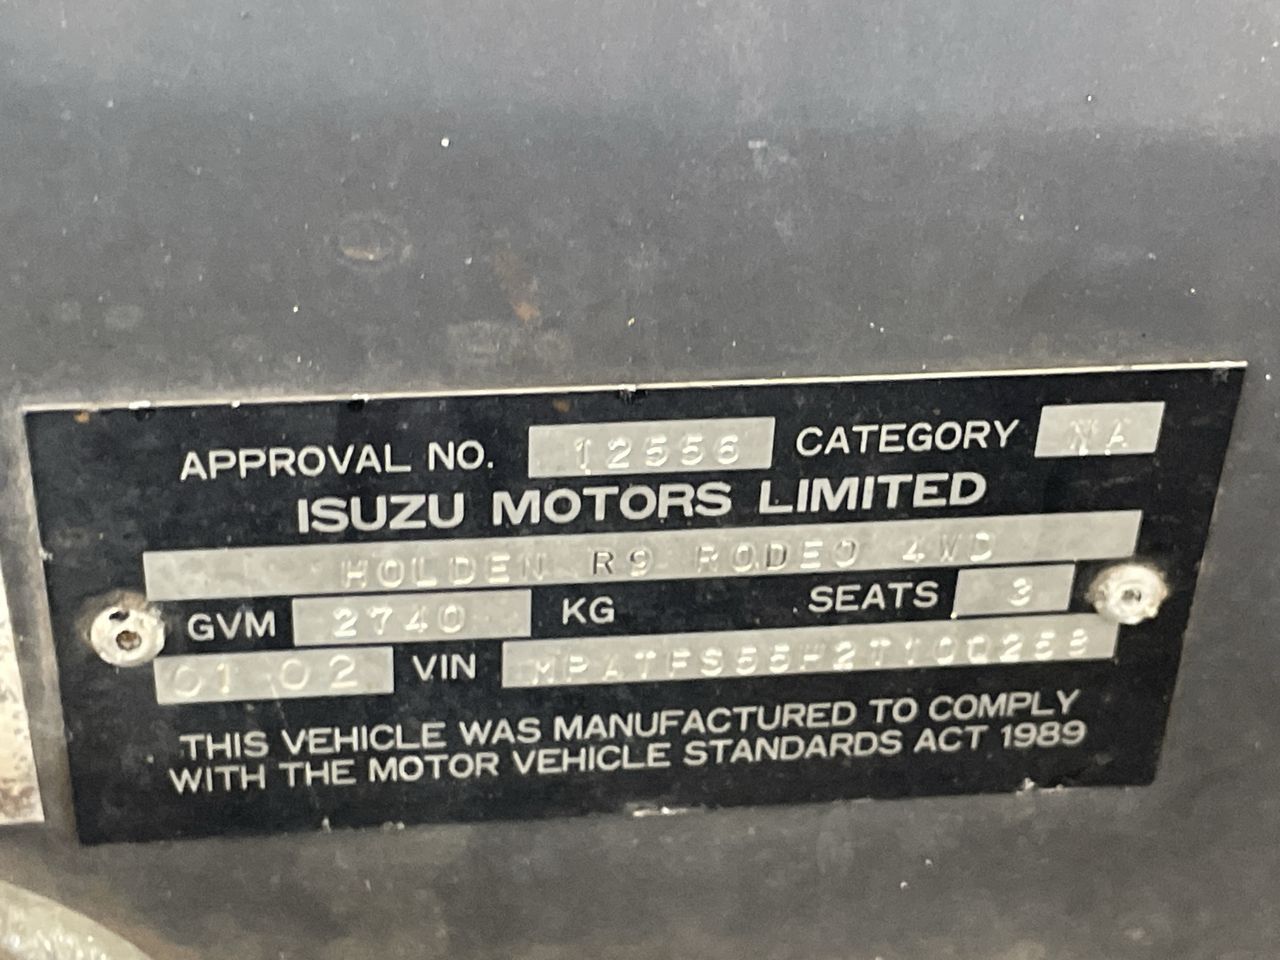 APPROVAL NO. 12556 CATEGORY NA
ISUZU MOTORS LIMITED
HOLDEN R9 RODEO 4WD
GVM 2740 KG SEATS 3
01 02 VIN
THIS VEHICLE WAS MANUFACTURED TO COMPLY
WITH THE MOTOR VEHICLE STANDARDS ACT 1989